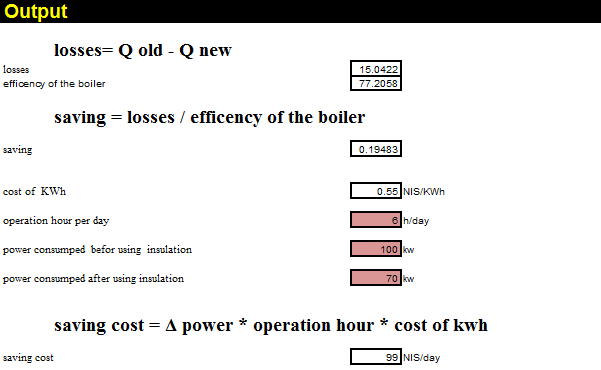 Output
losses= Q old - Q new
losses 15.0422
efficency of the boiler 77.2058
saving = losses / efficency of the boiler
saving 0.19483
cost of KWh 0.55 NIS/KWh
operation hour per day 6 h/day
power consumped befor using insulation 100 kw
power consumped after using insulation 70 kw
saving cost = Δ power * operation hour * cost of kwh
saving cost 99 NIS/day